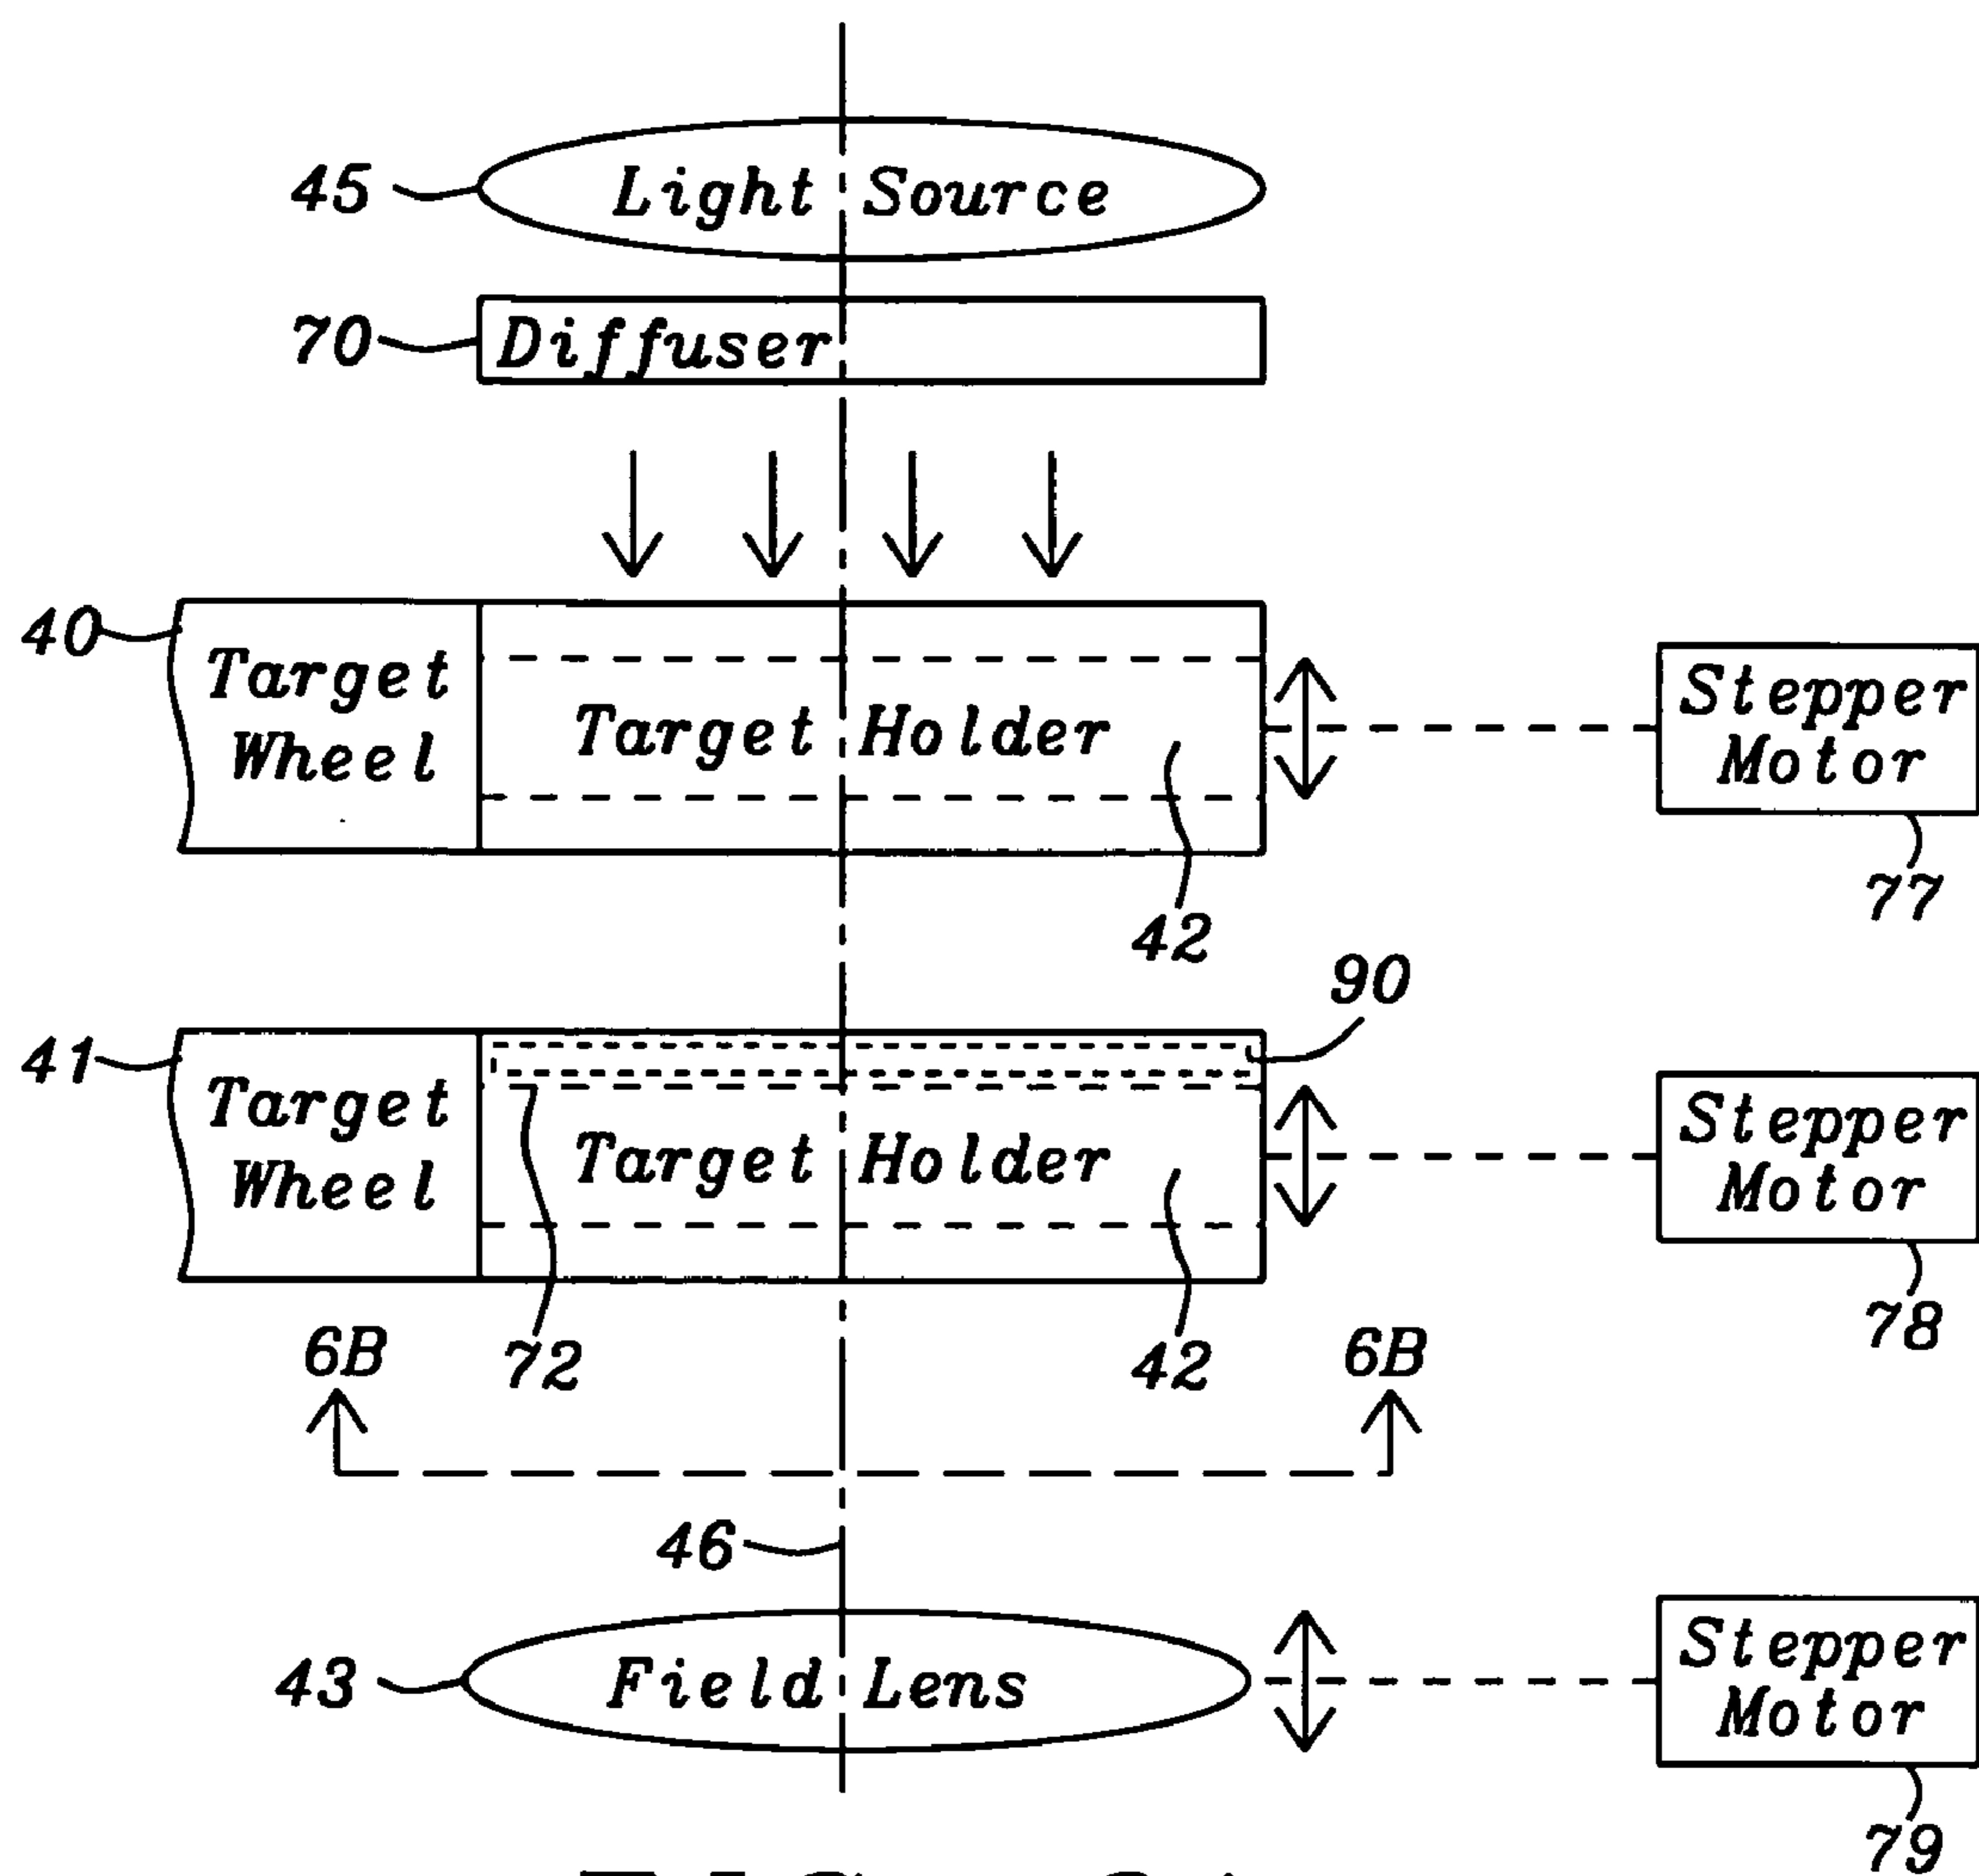 45 Light Source
70 Diffuser
40 Target Wheel
Target Holder
Stepper Motor
77
42
90
41 Target Wheel
Target Holder
Stepper Motor
78
72
42
6B
6B
46
43 Field Lens
Stepper Motor
79